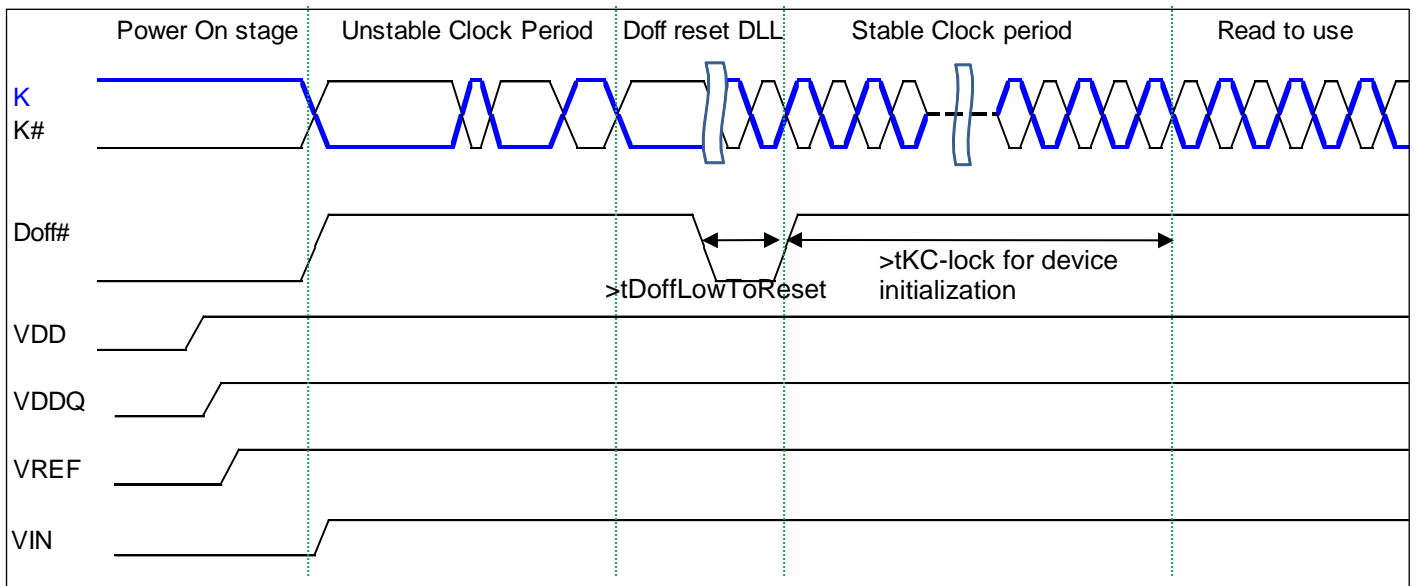 Power On stage Unstable Clock Period Doff reset DLL Stable Clock period Read to use
K
K#
Doff#
>tDoffLowToReset
>tKC-lock for device
initialization
VDD
VDDQ
VREF
VIN